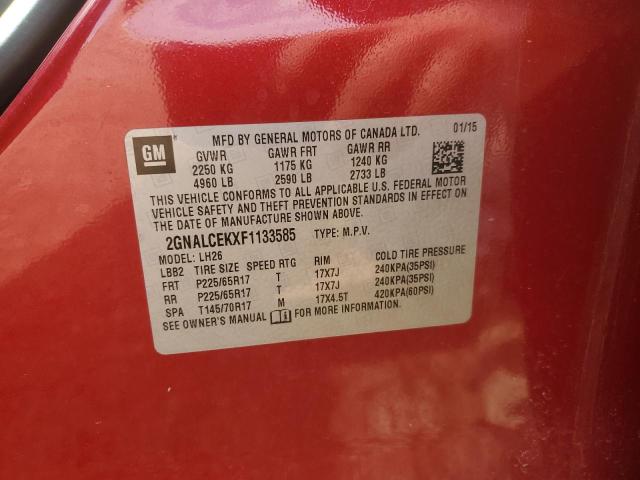 GM
MFD BY GENERAL MOTORS OF CANADA LTD. 01/15
GVWR GAWR FRT GAWR RR
2250 KG 1175 KG 1240 KG
4960 LB 2590 LB 2733 LB
THIS VEHICLE CONFORMS TO ALL APPLICABLE U.S. FEDERAL MOTOR
VEHICLE SAFETY AND THEFT PREVENTION STANDARDS IN EFFECT ON
THE DATE OF MANUFACTURE SHOWN ABOVE.
2GNALCEKXF1133585 TYPE: M.P.V.
MODEL: LH26
LBB2 TIRE SIZE SPEED RTG RIM COLD TIRE PRESSURE
FRT P225/65R17 T 17X7J 240KPA(35PSI)
RR P225/65R17 T 17X7J 240KPA(35PSI)
SPA T145/70R17 M 17X4.5T 420KPA(60PSI)
SEE OWNER'S MANUAL FOR MORE INFORMATION.